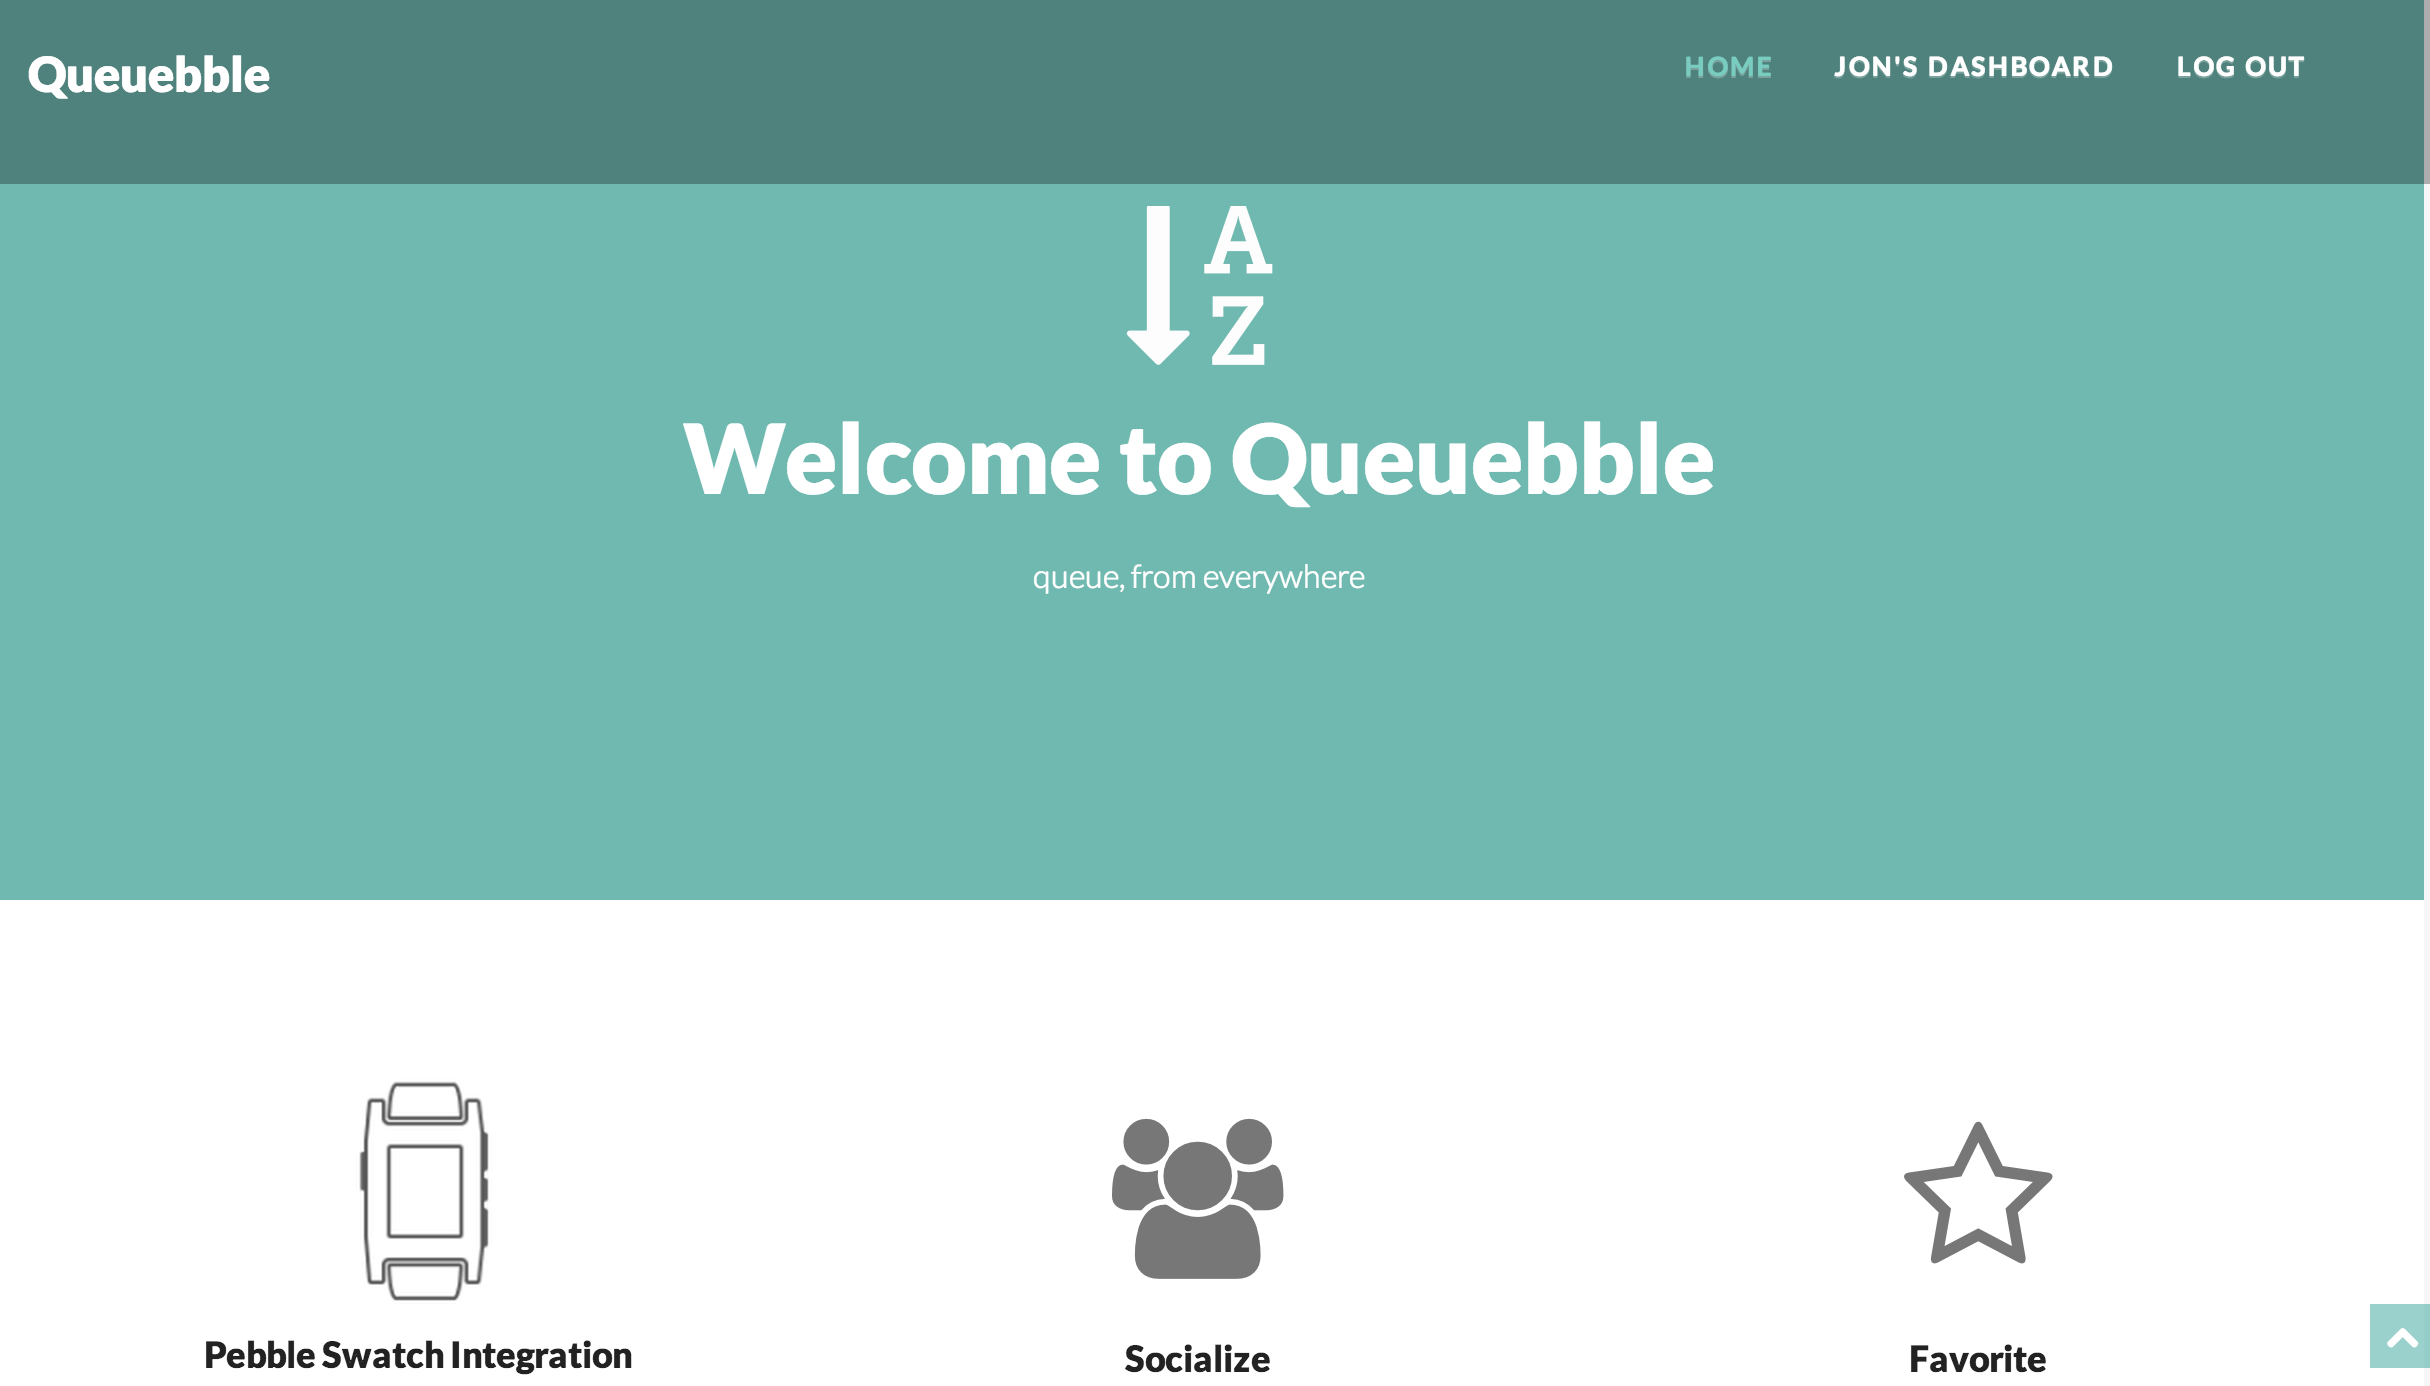 Queuebble
HOME
JON'S DASHBOARD
LOG OUT
A
Z
Welcome to Queuebble
queue, from everywhere
Pebble Swatch Integration
Socialize
Favorite